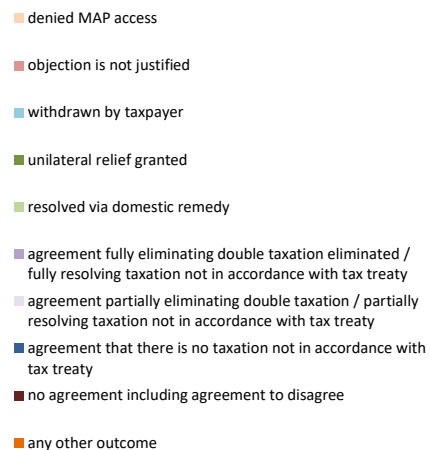 denied MAP access
objection is not justified
withdrawn by taxpayer
unilateral relief granted
resolved via domestic remedy
agreement fully eliminating double taxation eliminated /
fully resolving taxation not in accordance with tax treaty
agreement partially eliminating double taxation / partially
resolving taxation not in accordance with tax treaty
agreement that there is no taxation not in accordance with
tax treaty
no agreement including agreement to disagree
any other outcome